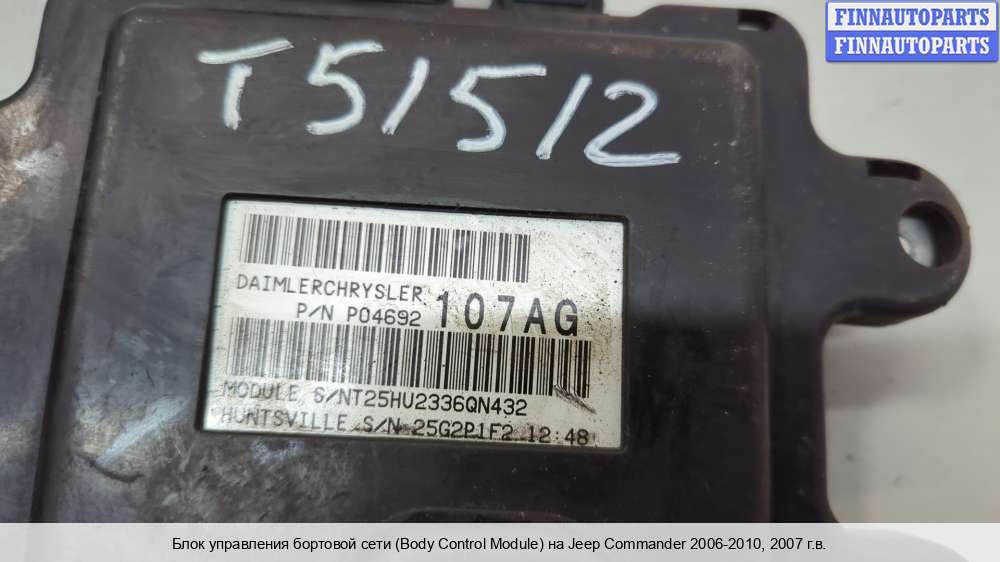 FINNAUTOPARTS
FINNAUTOPARTS
T51512
DAIMLERCHRYSLER
P/N P04692 107AG
MODULE S/NT25HU2336QN432
HUNTSVILLE S/N 25G2P1F2 12:48
Блок управления бортовой сети (Body Control Module) на Jeep Commander 2006-2010, 2007 г.в.